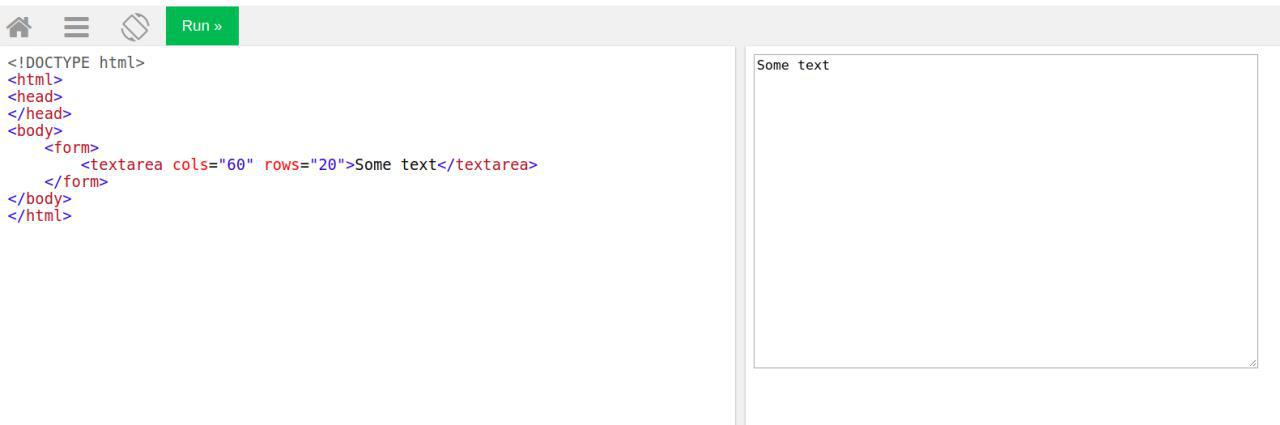 Run »
<!DOCTYPE html>
<html>
<head>
</head>
<body>
    <form>
        <textarea cols="60" rows="20">Some text</textarea>
    </form>
</body>
</html>
Some text